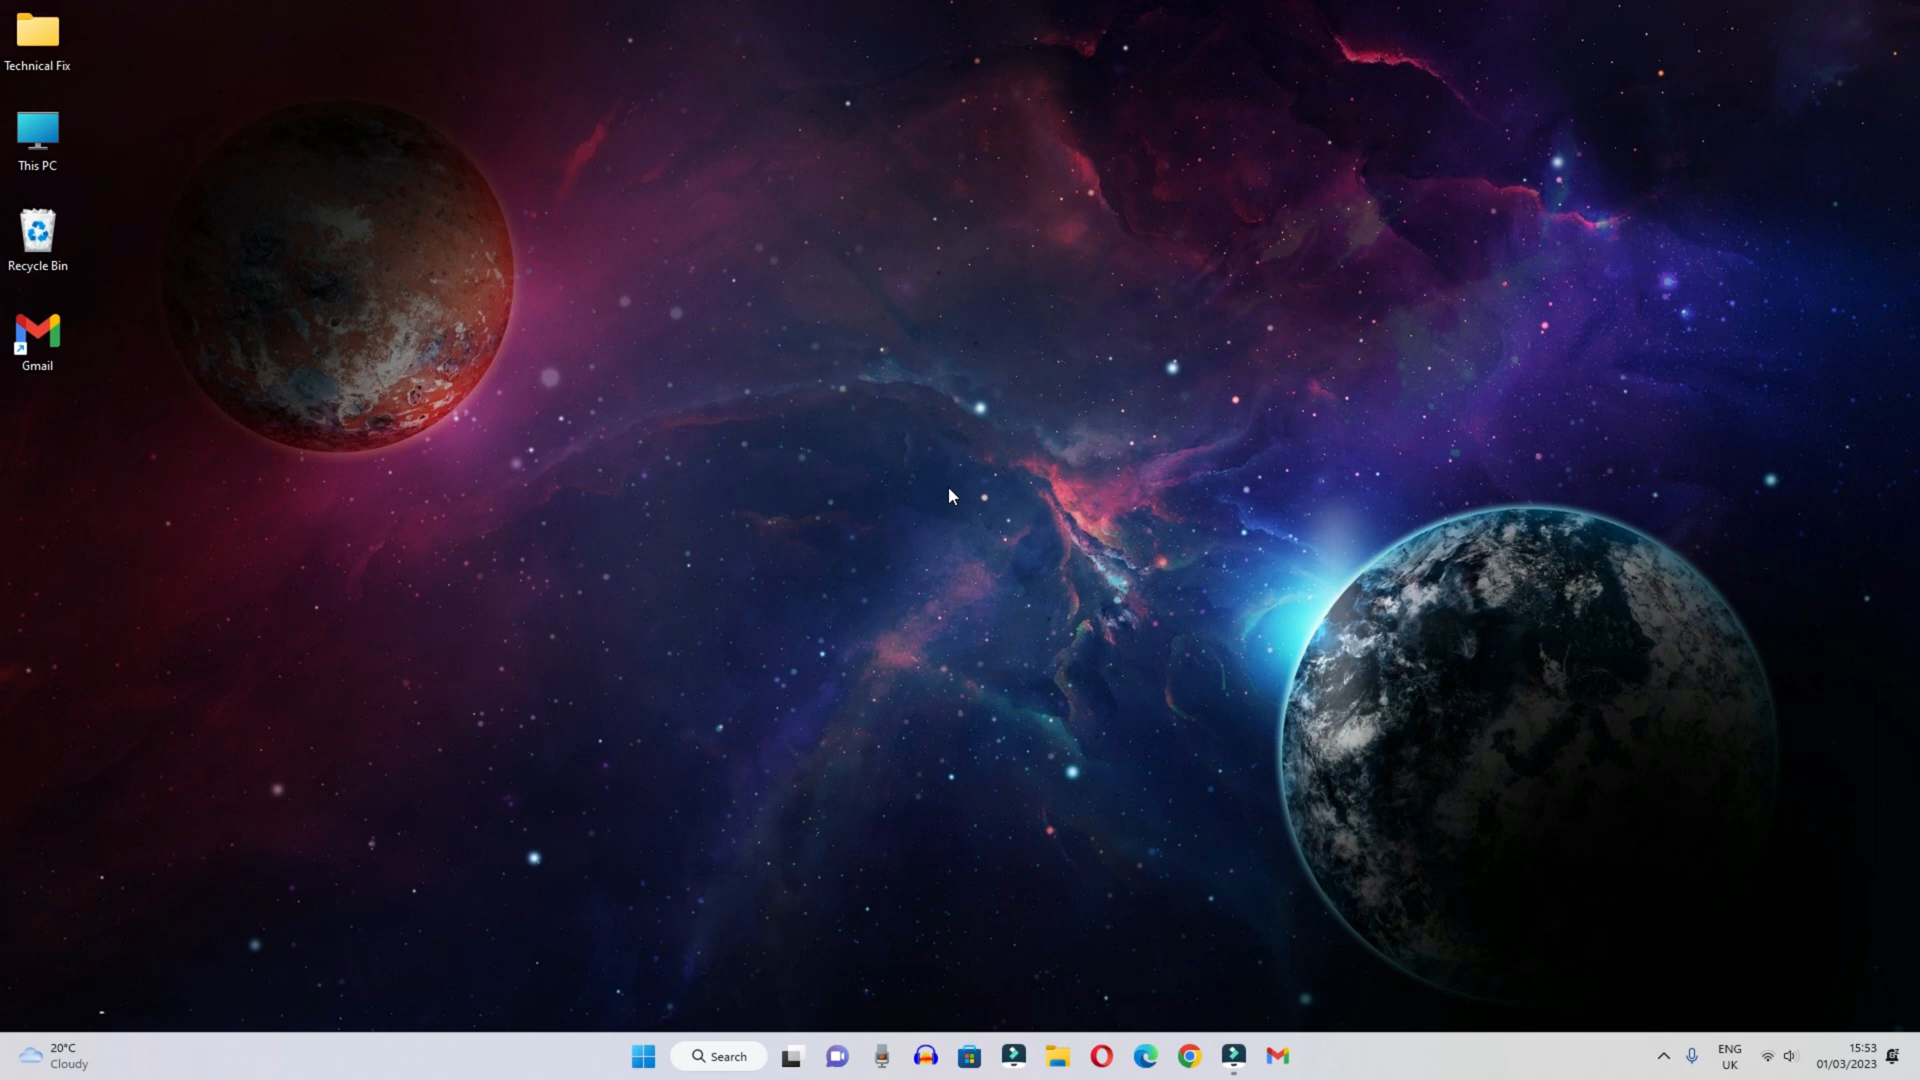 Technical Fix
This PC
Recycle Bin
Gmail
20°C
Cloudy
Search
ENG
UK
15:53
01/03/2023